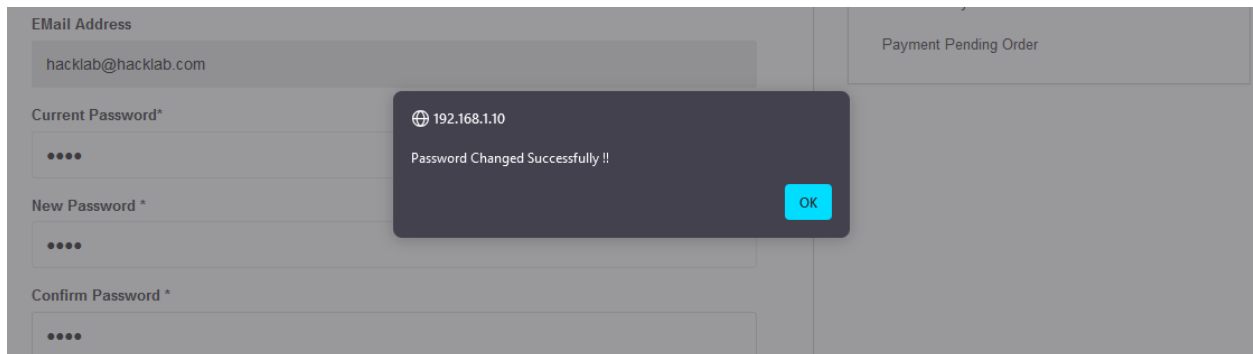 EMail Address
hacklab@hacklab.com
Current Password*
••••
New Password *
••••
Confirm Password *
••••
Payment Pending Order
192.168.1.10
Password Changed Successfully !!
OK